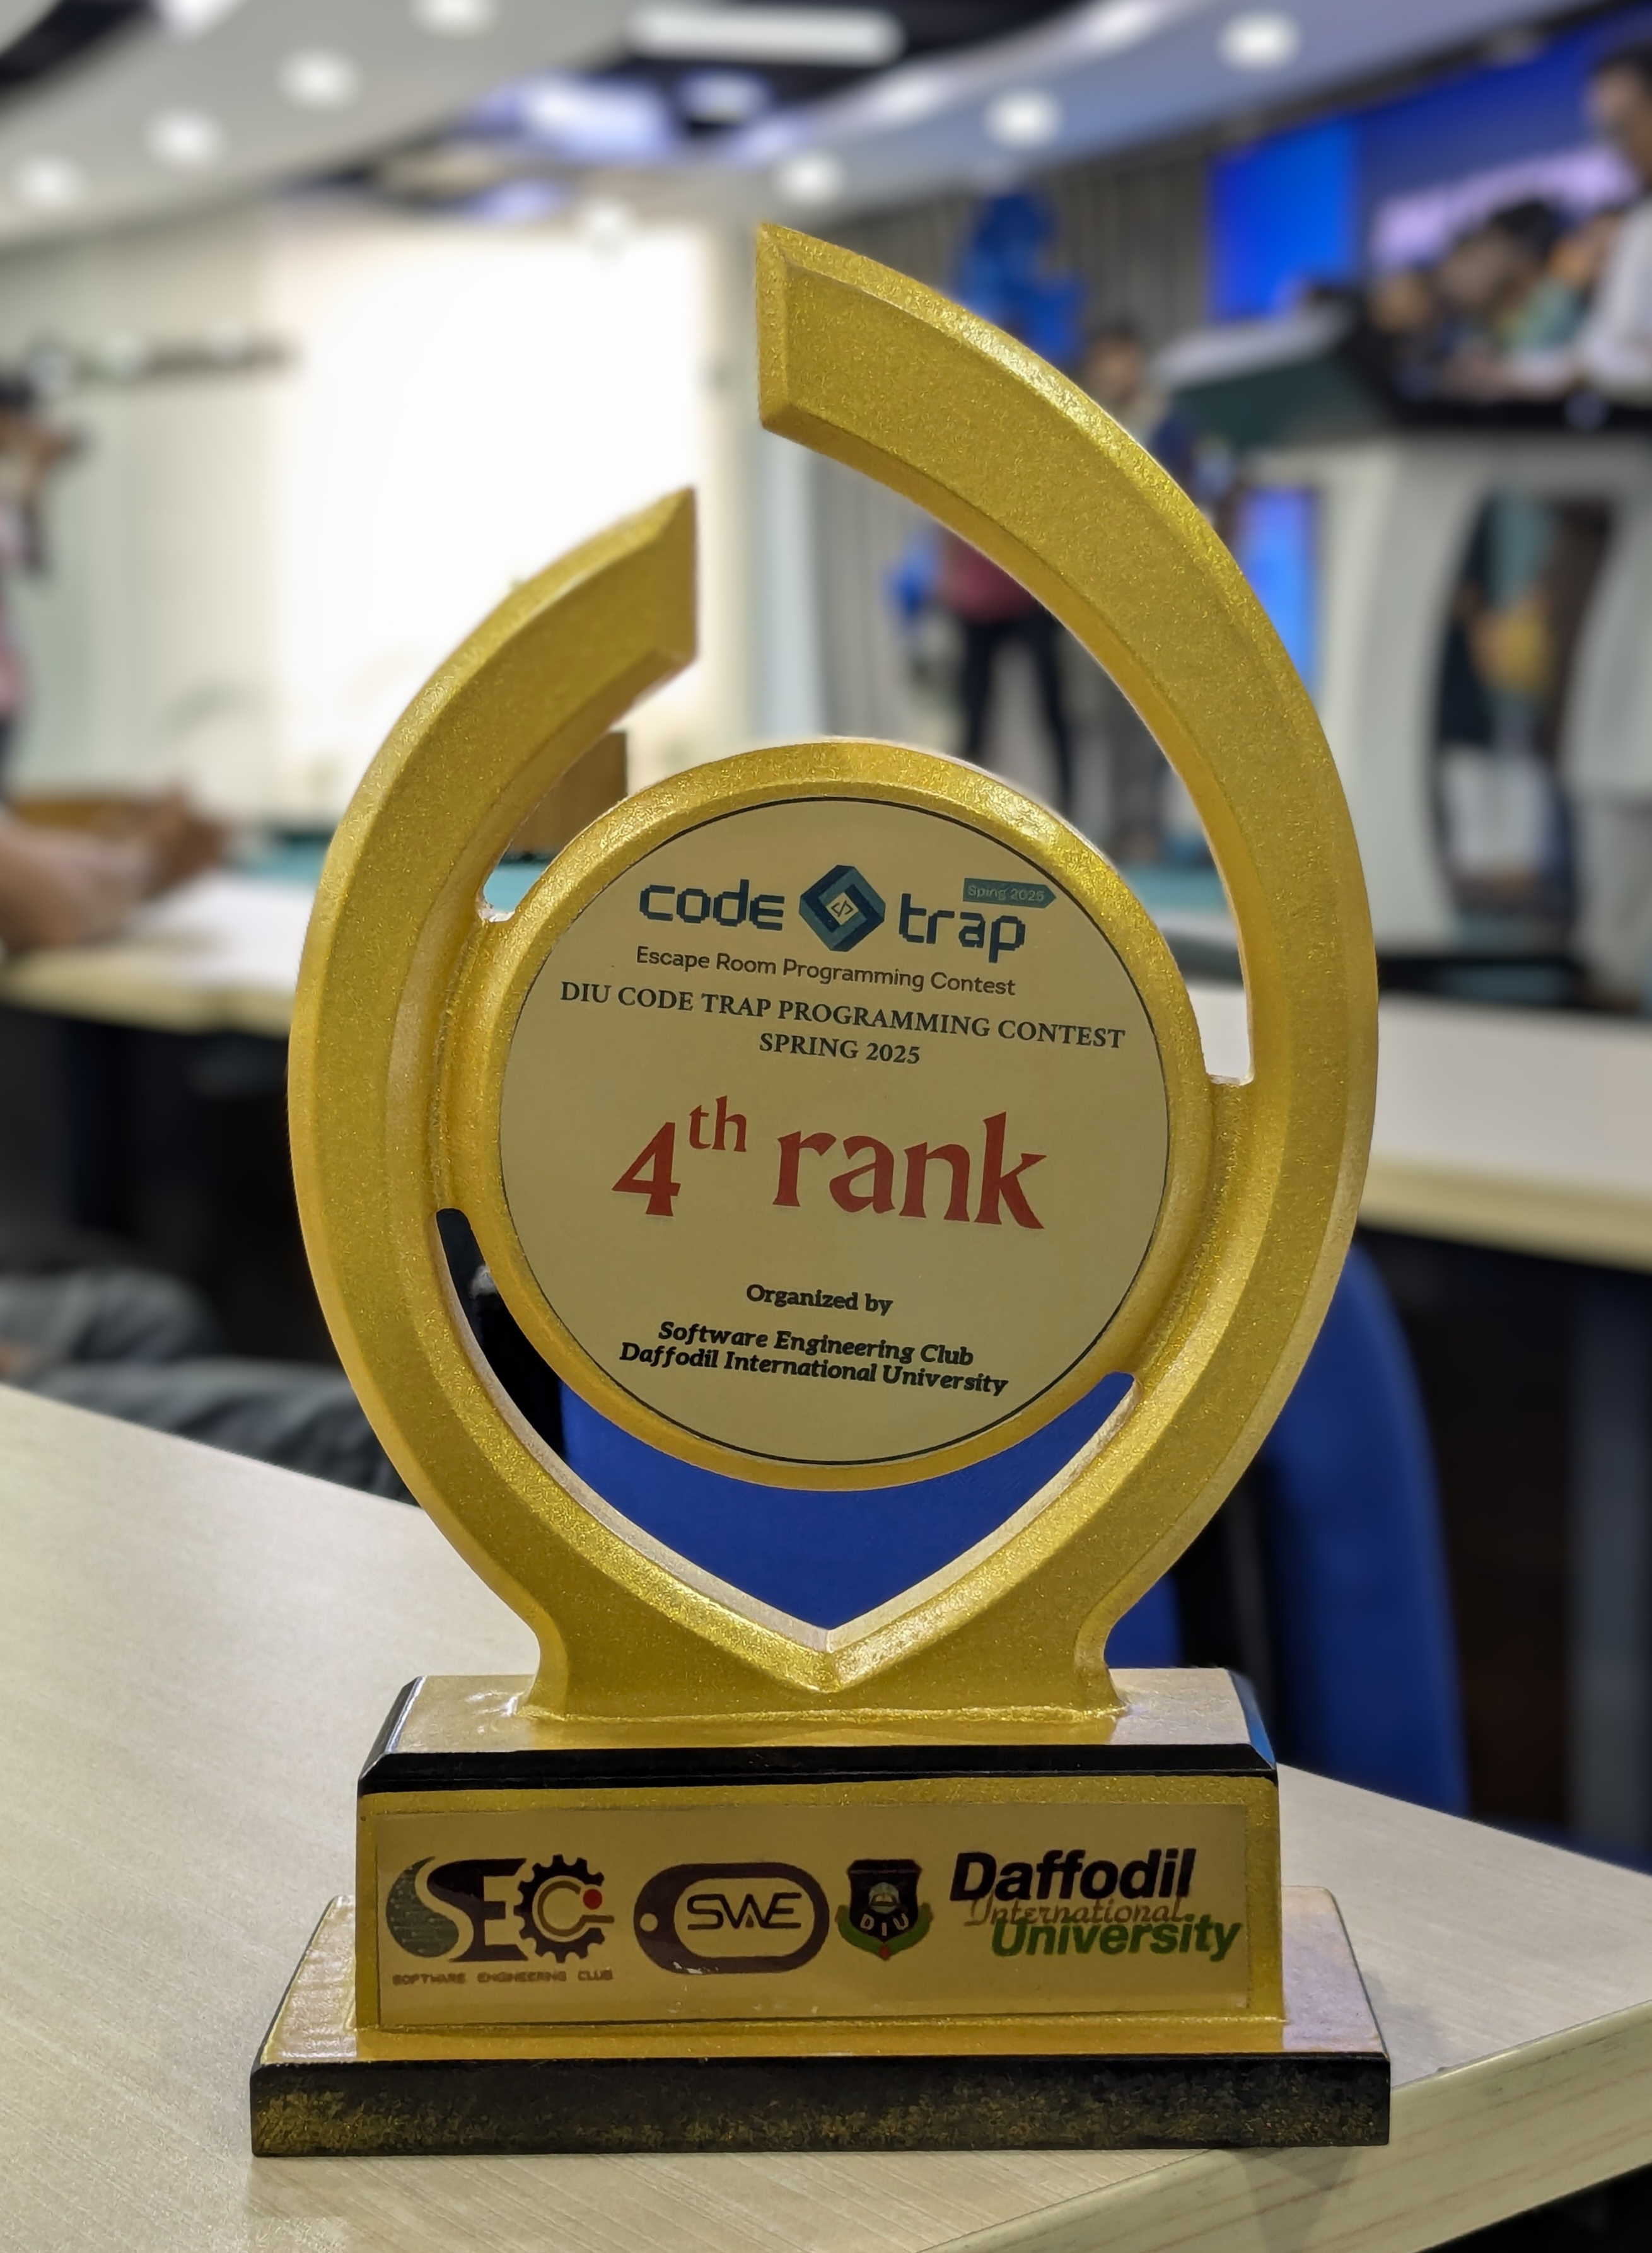 code </> trap
Spring 2025
Escape Room Programming Contest
DIU CODE TRAP PROGRAMMING CONTEST
SPRING 2025
4th rank
Organized by
Software Engineering Club
Daffodil International University
SEC
SOFTWARE ENGINEERING CLUB
SWE
DIU
Daffodil
International
University